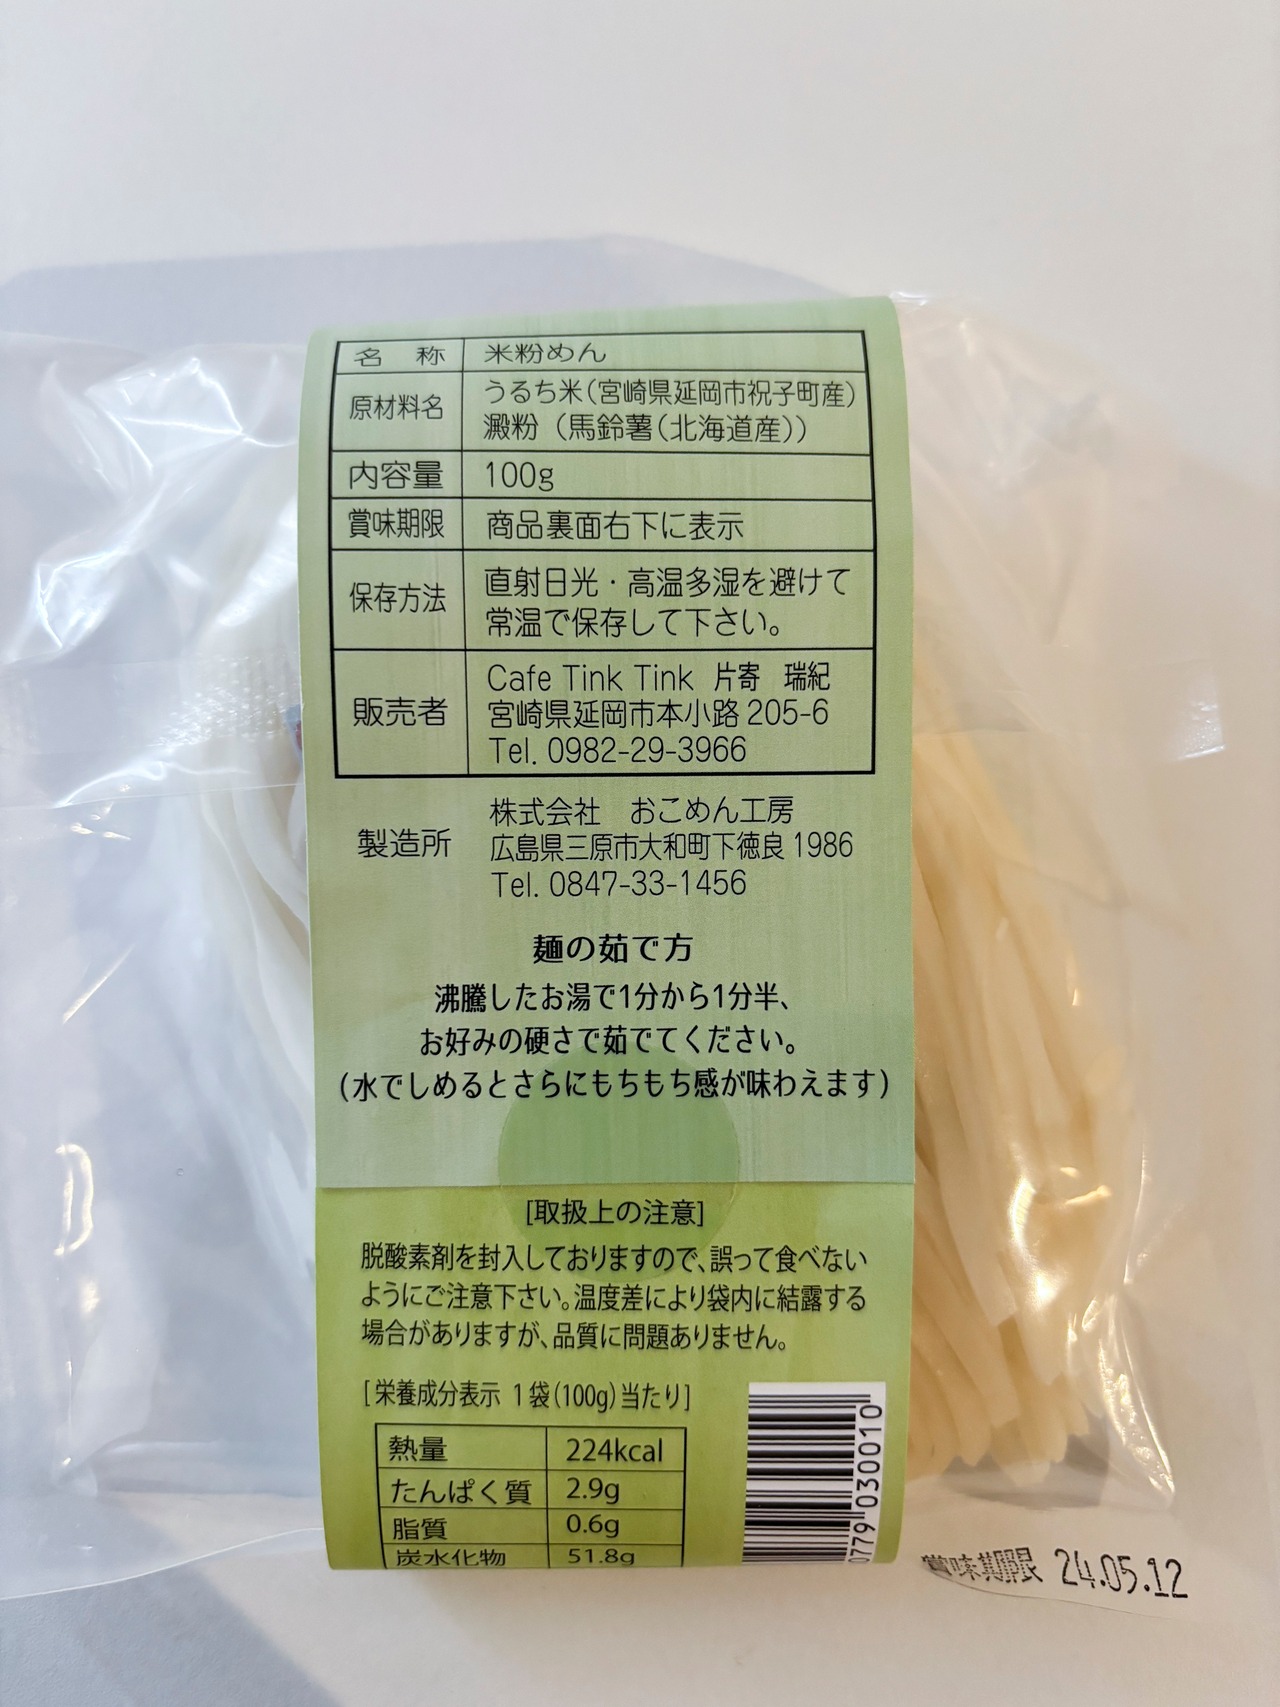 名　称　米粉めん
原材料名　うるち米（宮崎県延岡市祝子町産）
澱粉（馬鈴薯（北海道産））
内容量　100g
賞味期限　商品裏面右下に表示
保存方法　直射日光・高温多湿を避けて
常温で保存して下さい。
販売者　Cafe Tink Tink 片寄　瑞紀
宮崎県延岡市本小路 205-6
Tel. 0982-29-3966
製造所　株式会社　おこめん工房
広島県三原市大和町下徳良 1986
Tel. 0847-33-1456
麺の茹で方
沸騰したお湯で1分から1分半、
お好みの硬さで茹でてください。
（水でしめるとさらにもちもち感が味わえます）
[取扱上の注意]
脱酸素剤を封入しておりますので、誤って食べない
ようにご注意下さい。温度差により袋内に結露する
場合がありますが、品質に問題ありません。
[栄養成分表示 1袋(100g)当たり]
熱量　224kcal
たんぱく質　2.9g
脂質　0.6g
炭水化物　51.8g
0779 030010
賞味期限 24.05.12